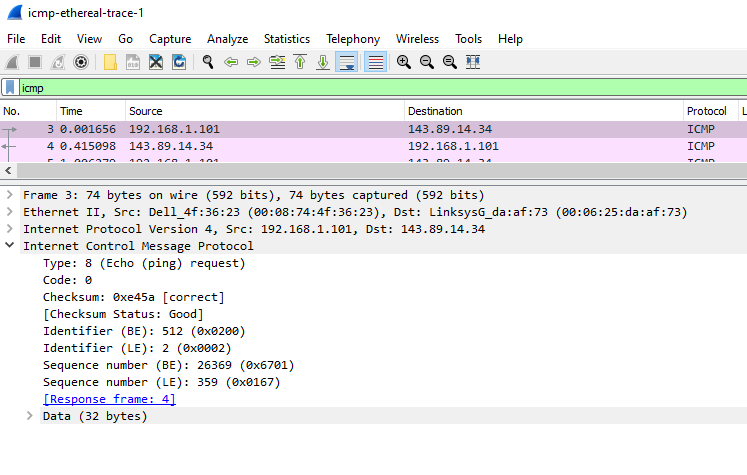 icmp-ethereal-trace-1
File Edit View Go Capture Analyze Statistics Telephony Wireless Tools Help
icmp
No. Time Source Destination Protocol L
3 0.001656 192.168.1.101 143.89.14.34 ICMP
4 0.415098 143.89.14.34 192.168.1.101 ICMP
Frame 3: 74 bytes on wire (592 bits), 74 bytes captured (592 bits)
Ethernet II, Src: Dell_4f:36:23 (00:08:74:4f:36:23), Dst: LinksysG_da:af:73 (00:06:25:da:af:73)
Internet Protocol Version 4, Src: 192.168.1.101, Dst: 143.89.14.34
Internet Control Message Protocol
Type: 8 (Echo (ping) request)
Code: 0
Checksum: 0xe45a [correct]
[Checksum Status: Good]
Identifier (BE): 512 (0x0200)
Identifier (LE): 2 (0x0002)
Sequence number (BE): 26369 (0x6701)
Sequence number (LE): 359 (0x0167)
[Response frame: 4]
Data (32 bytes)